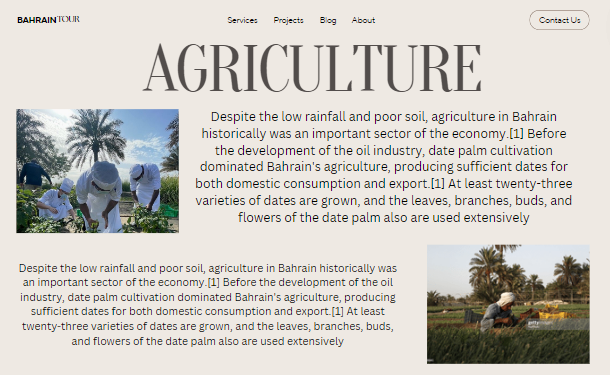 BAHRAINTOUR
Services Projects Blog About
Contact Us
AGRICULTURE
Despite the low rainfall and poor soil, agriculture in Bahrain
historically was an important sector of the economy.[1] Before
the development of the oil industry, date palm cultivation
dominated Bahrain's agriculture, producing sufficient dates for
both domestic consumption and export.[1] At least twenty-three
varieties of dates are grown, and the leaves, branches, buds, and
flowers of the date palm also are used extensively
Despite the low rainfall and poor soil, agriculture in Bahrain historically was
an important sector of the economy.[1] Before the development of the oil
industry, date palm cultivation dominated Bahrain's agriculture, producing
sufficient dates for both domestic consumption and export.[1] At least
twenty-three varieties of dates are grown, and the leaves, branches, buds,
and flowers of the date palm also are used extensively
gettyimages